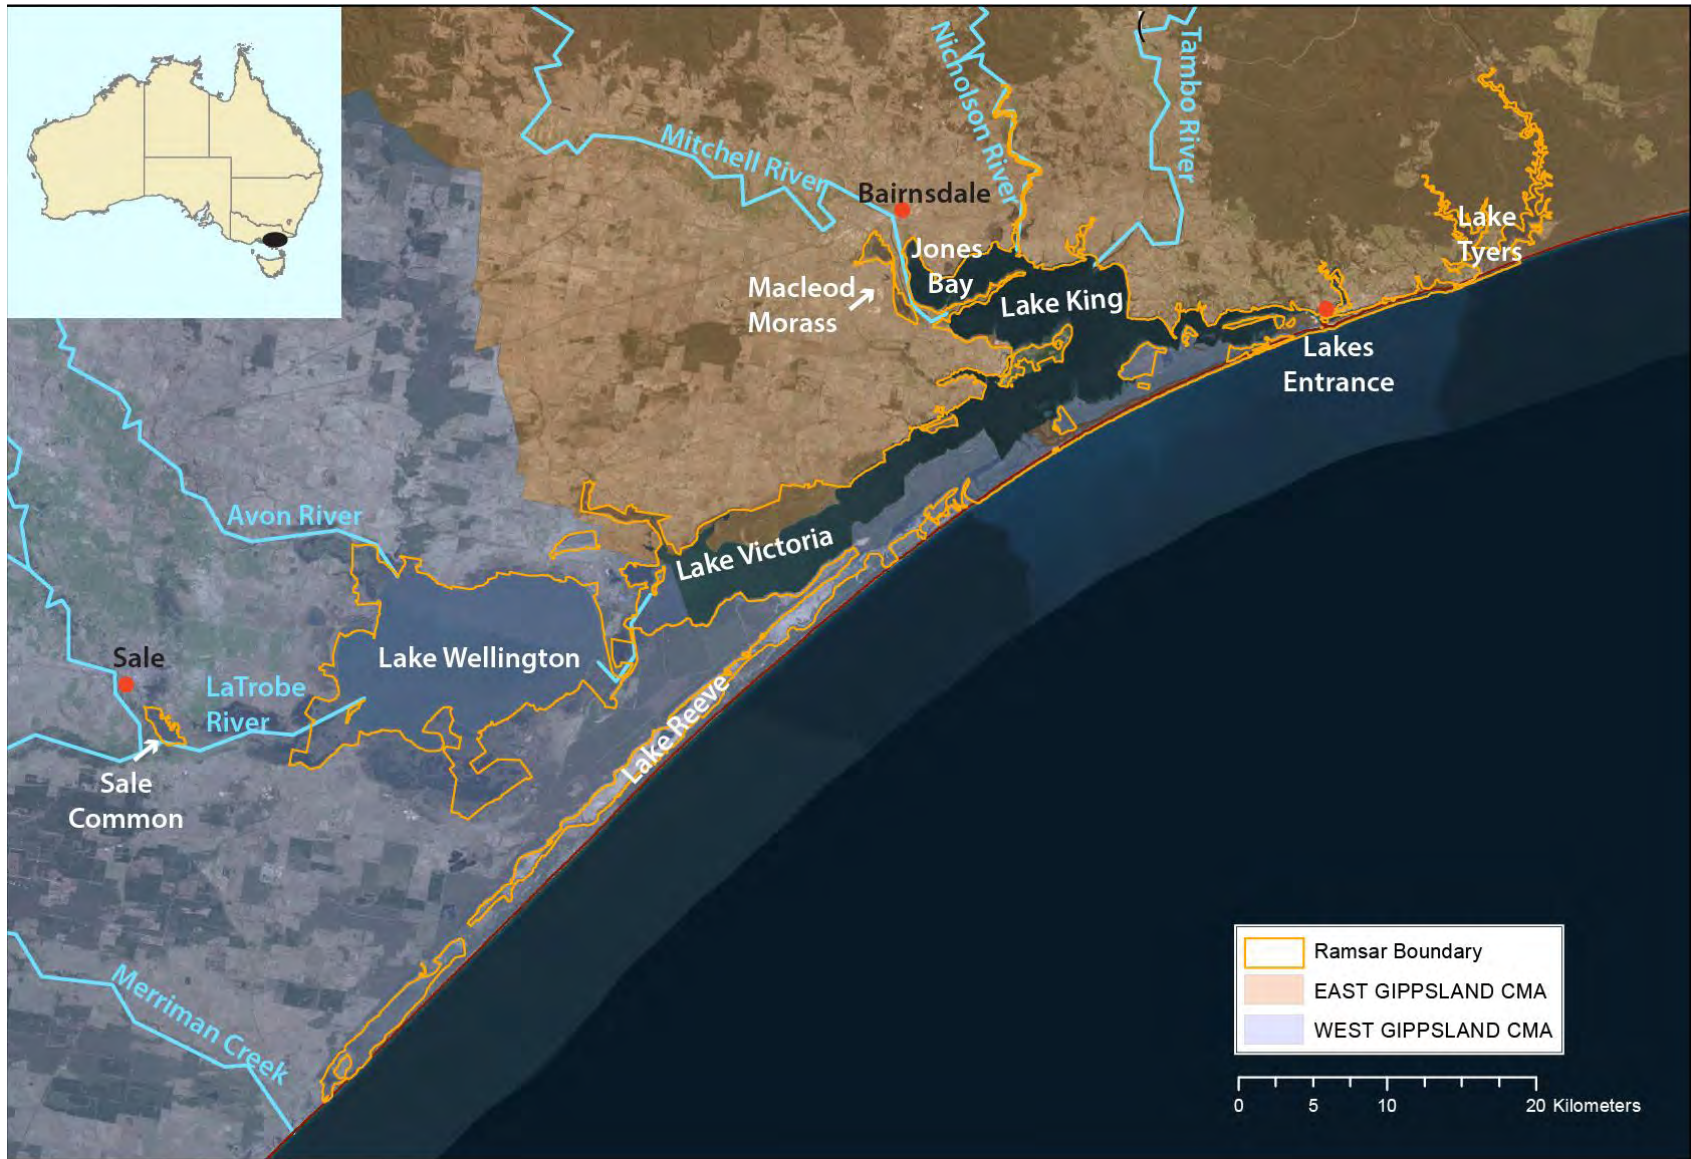 Nicholson River
Tambo River
Mitchell River
Bairnsdale
Jones
Bay
Macleod
Morass
Lake King
Lake
Tyers
Lakes
Entrance
Avon River
Lake Victoria
Sale
Lake Wellington
LaTrobe
River
Lake Reeve
Sale
Common
Merriman Creek
Ramsar Boundary
EAST GIPPSLAND CMA
WEST GIPPSLAND CMA
0 5 10 20 Kilometers